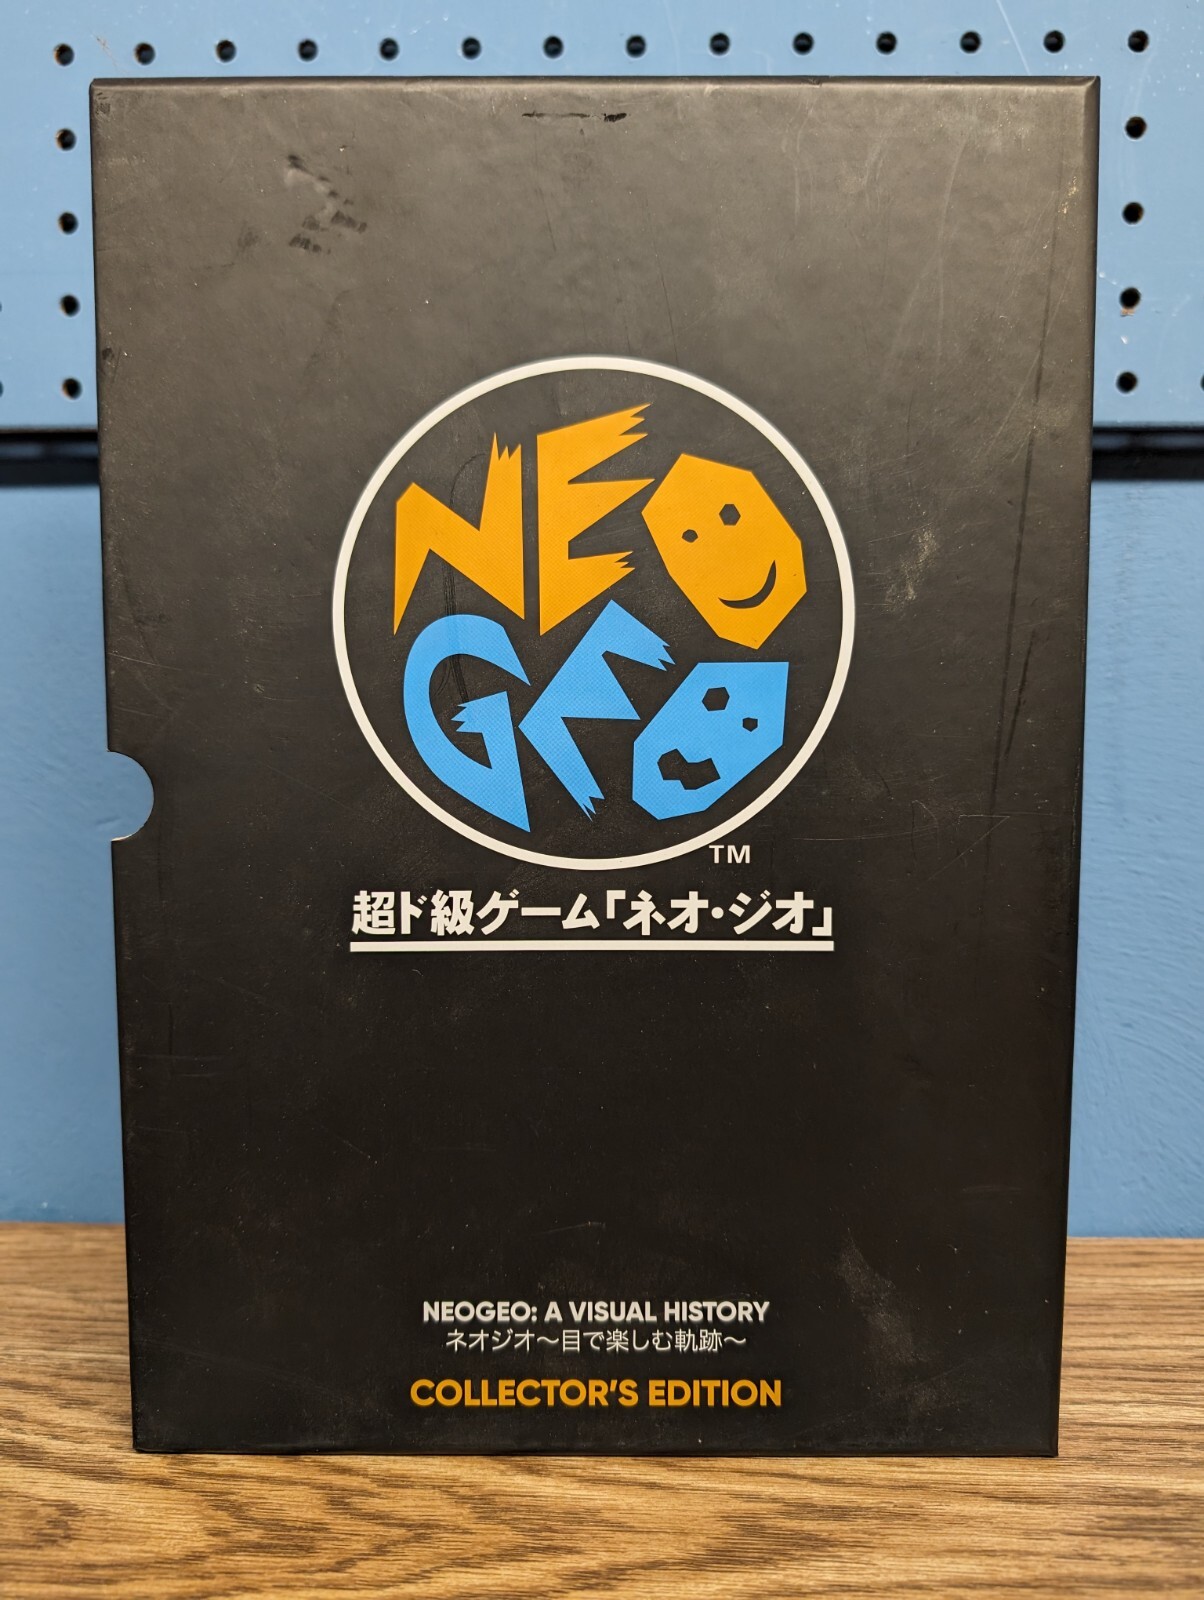 NEO
GEO
TM
超ド級ゲーム「ネオ・ジオ」
NEOGEO: A VISUAL HISTORY
ネオジオ～目で楽しむ軌跡～
COLLECTOR'S EDITION